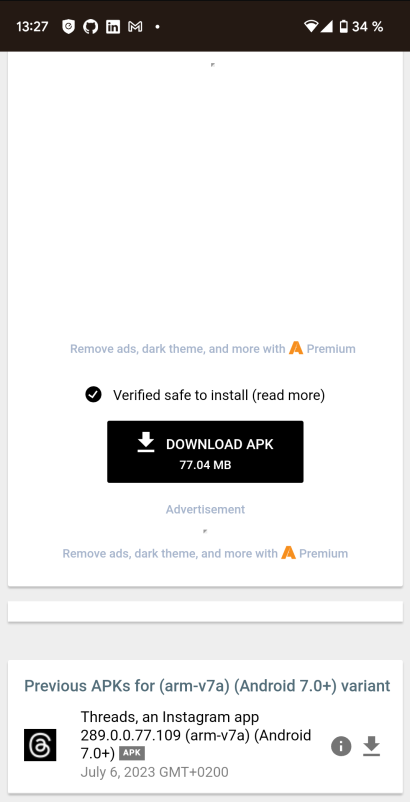 13:27
34 %
Remove ads, dark theme, and more with Premium
Verified safe to install (read more)
DOWNLOAD APK
77.04 MB
Advertisement
Remove ads, dark theme, and more with Premium
Previous APKs for (arm-v7a) (Android 7.0+) variant
Threads, an Instagram app
289.0.0.77.109 (arm-v7a) (Android
7.0+) APK
July 6, 2023 GMT+0200